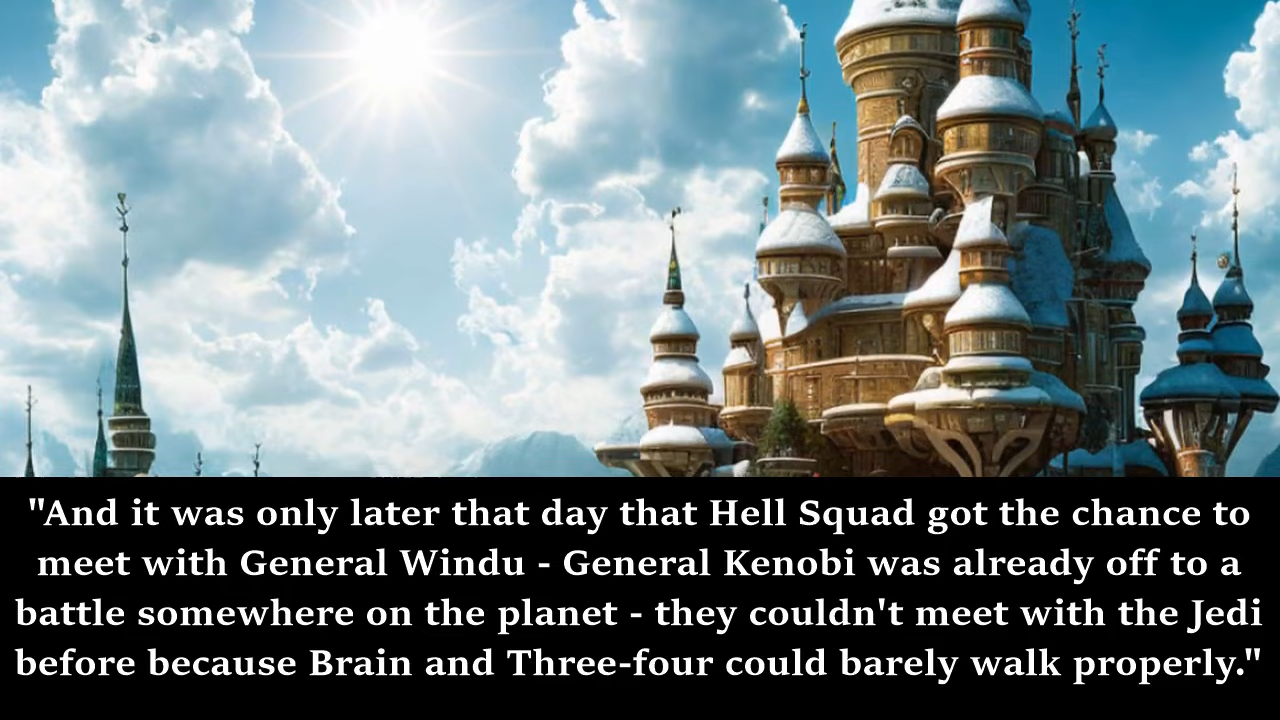 "And it was only later that day that Hell Squad got the chance to
meet with General Windu - General Kenobi was already off to a
battle somewhere on the planet - they couldn't meet with the Jedi
before because Brain and Three-four could barely walk properly."